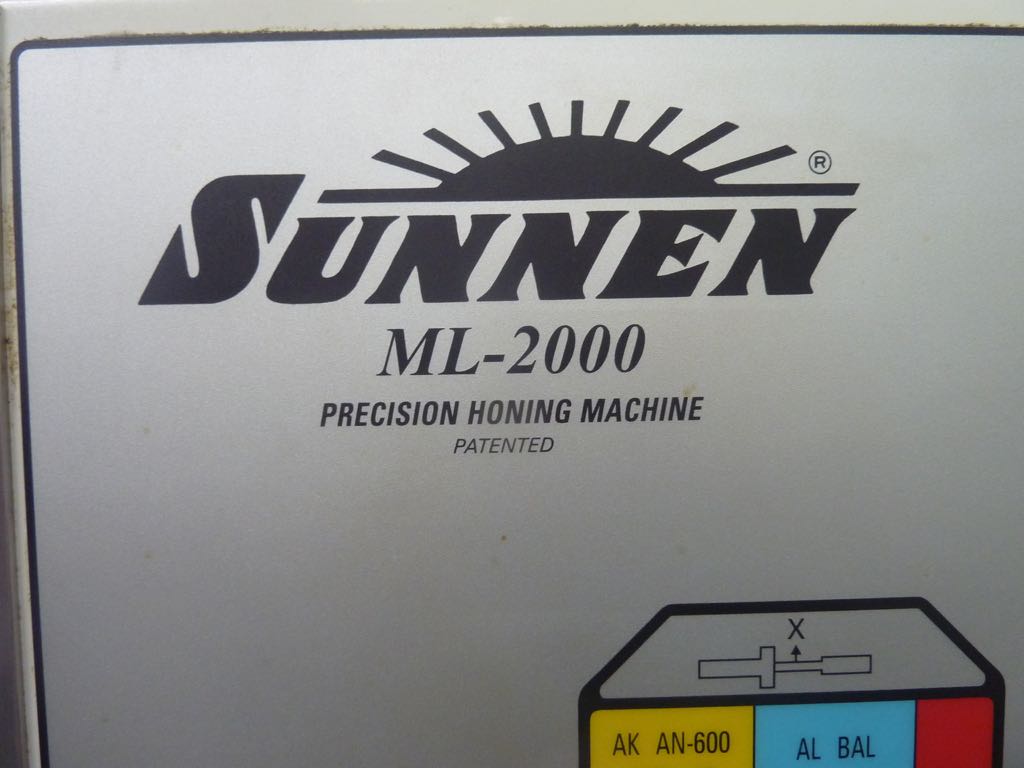 SUNNEN®
ML-2000
PRECISION HONING MACHINE
PATENTED
X
AK AN-600 AL BAL